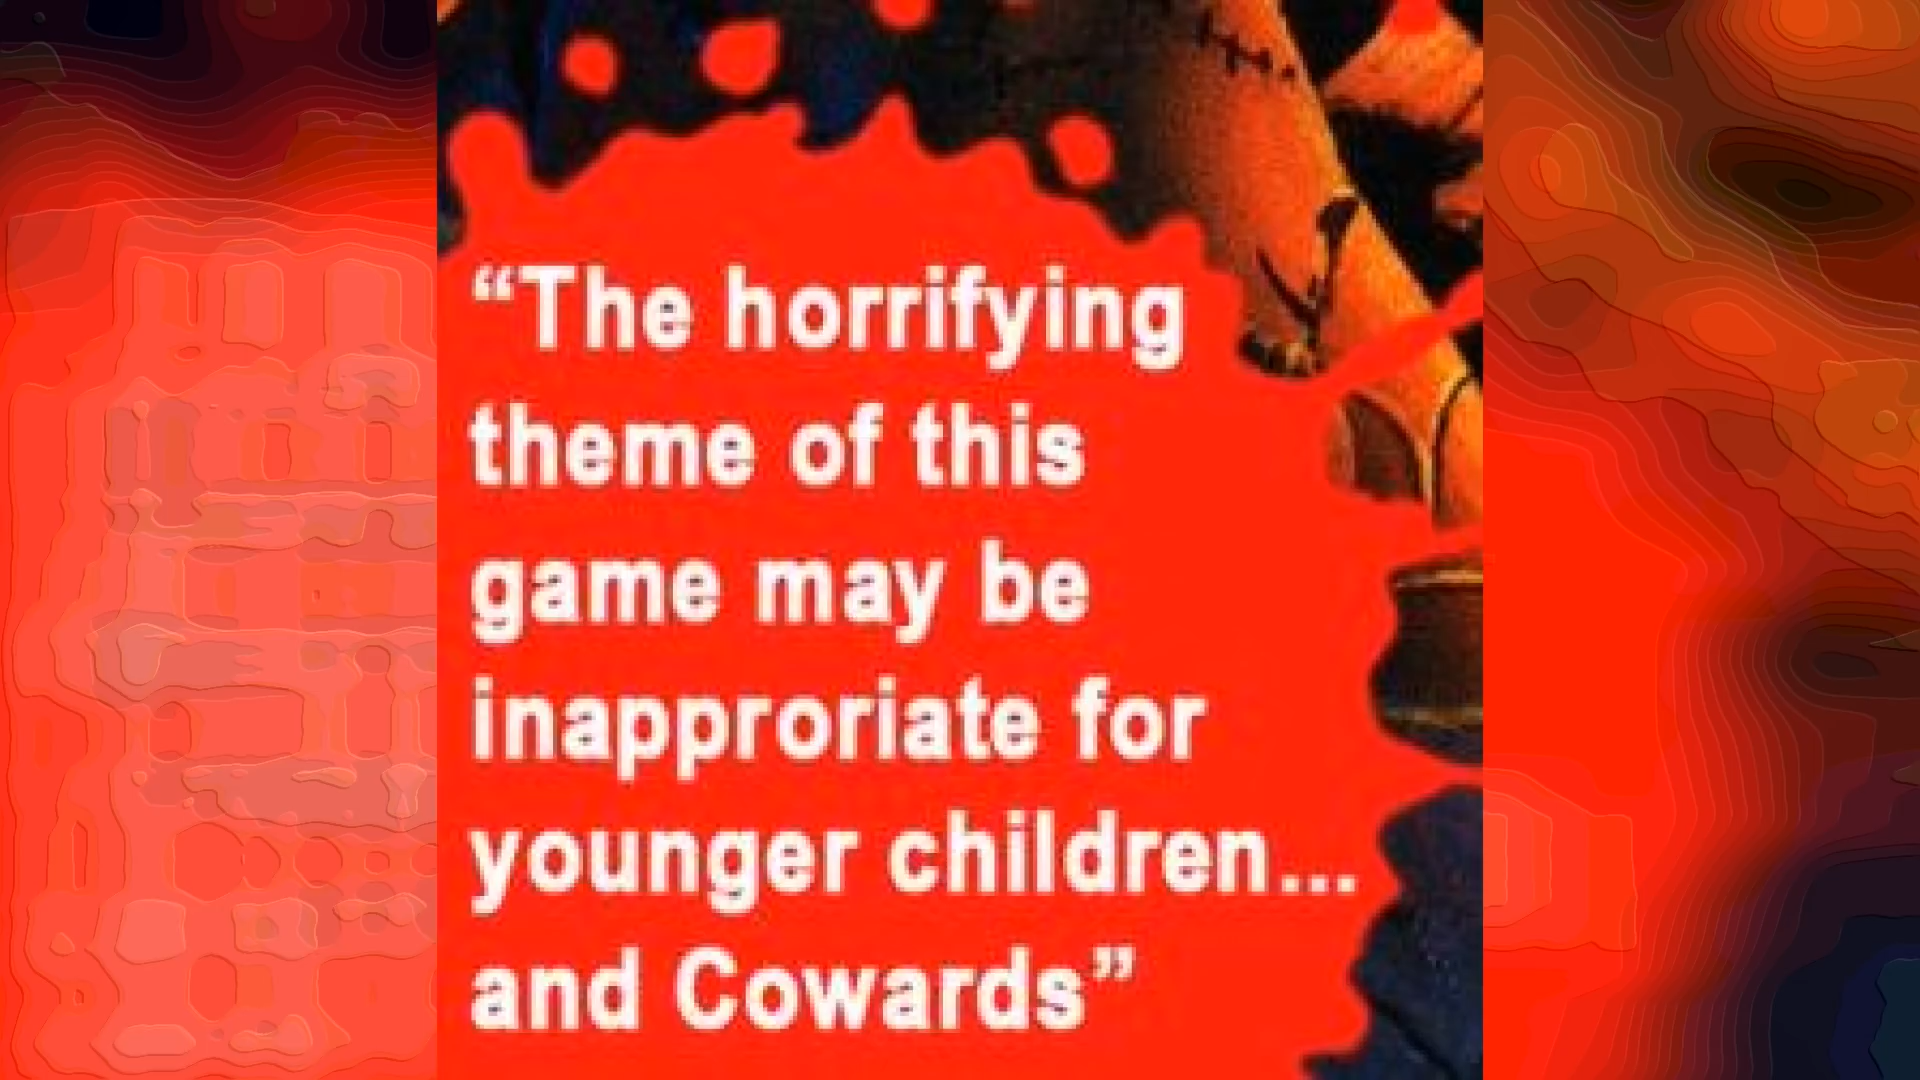 “The horrifying
theme of this
game may be
inapproriate for
younger children...
and Cowards”